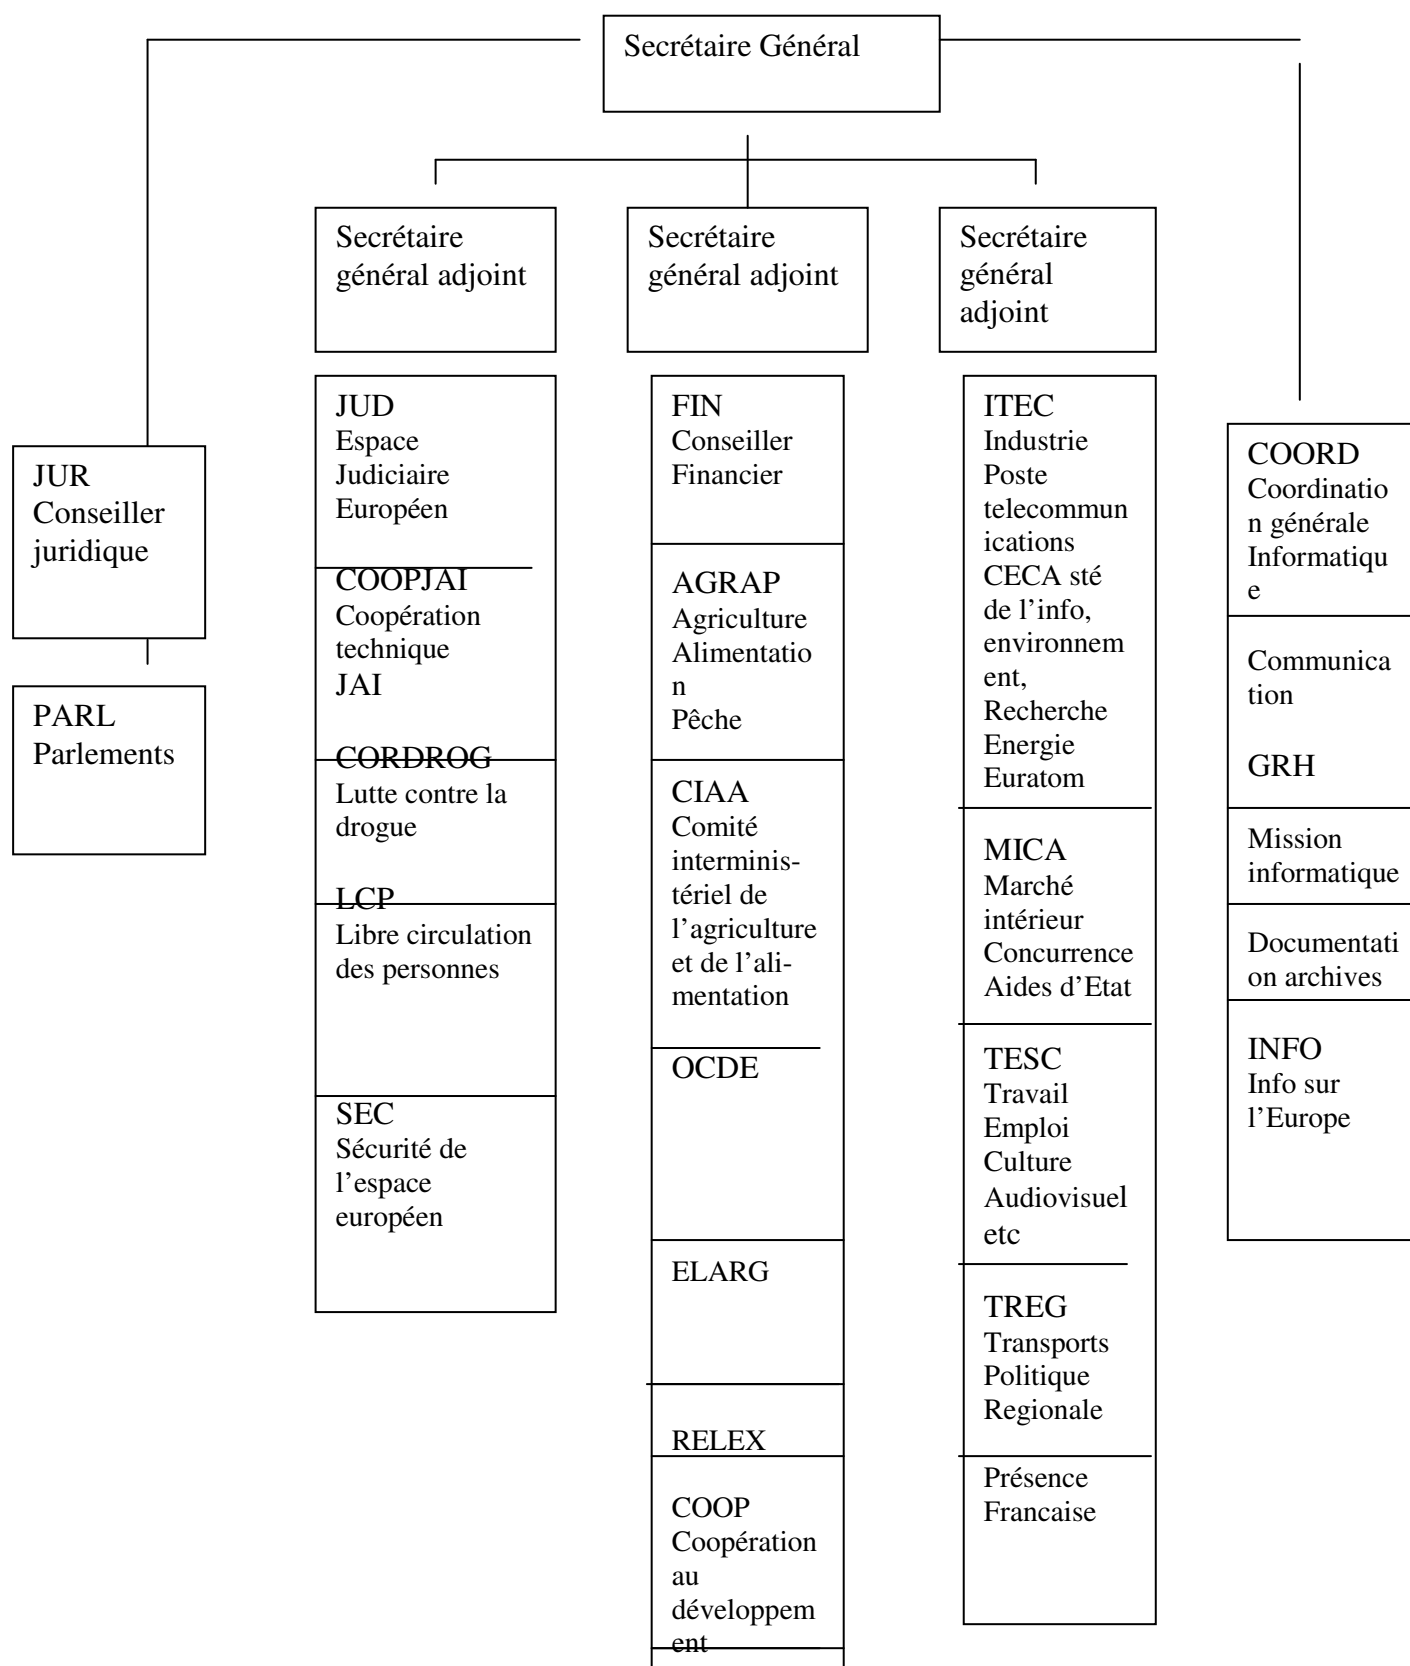 Secrétaire Général
Secrétaire
général adjoint
Secrétaire
général adjoint
Secrétaire
général
adjoint
JUR
Conseiller
juridique
PARL
Parlements
JUD
Espace
Judiciaire
Européen
COOPJAI
Coopération
technique
JAI
CORDROG
Lutte contre la
drogue
LCP
Libre circulation
des personnes
SEC
Sécurité de
l’espace
européen
FIN
Conseiller
Financier
AGRAP
Agriculture
Alimentatio
n
Pêche
CIAA
Comité
interminis-
tériel de
l’agriculture
et de l’ali-
mentation
OCDE
ELARG
RELEX
COOP
Coopération
au
développem
ent
ITEC
Industrie
Poste
telecommun
ications
CECA sté
de l’info,
environnem
ent,
Recherche
Energie
Euratom
MICA
Marché
intérieur
Concurrence
Aides d’Etat
TESC
Travail
Emploi
Culture
Audiovisuel
etc
TREG
Transports
Politique
Regionale
Présence
Francaise
COORD
Coordinatio
n générale
Informatiqu
e
Communica
tion
GRH
Mission
informatique
Documentati
on archives
INFO
Info sur
l’Europe